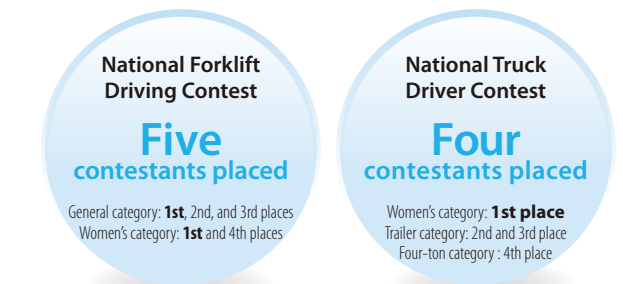 National Forklift
Driving Contest
Five
contestants placed
General category: 1st, 2nd, and 3rd places
Women's category: 1st and 4th places
National Truck
Driver Contest
Four
contestants placed
Women's category: 1st place
Trailer category: 2nd and 3rd place
Four-ton category : 4th place